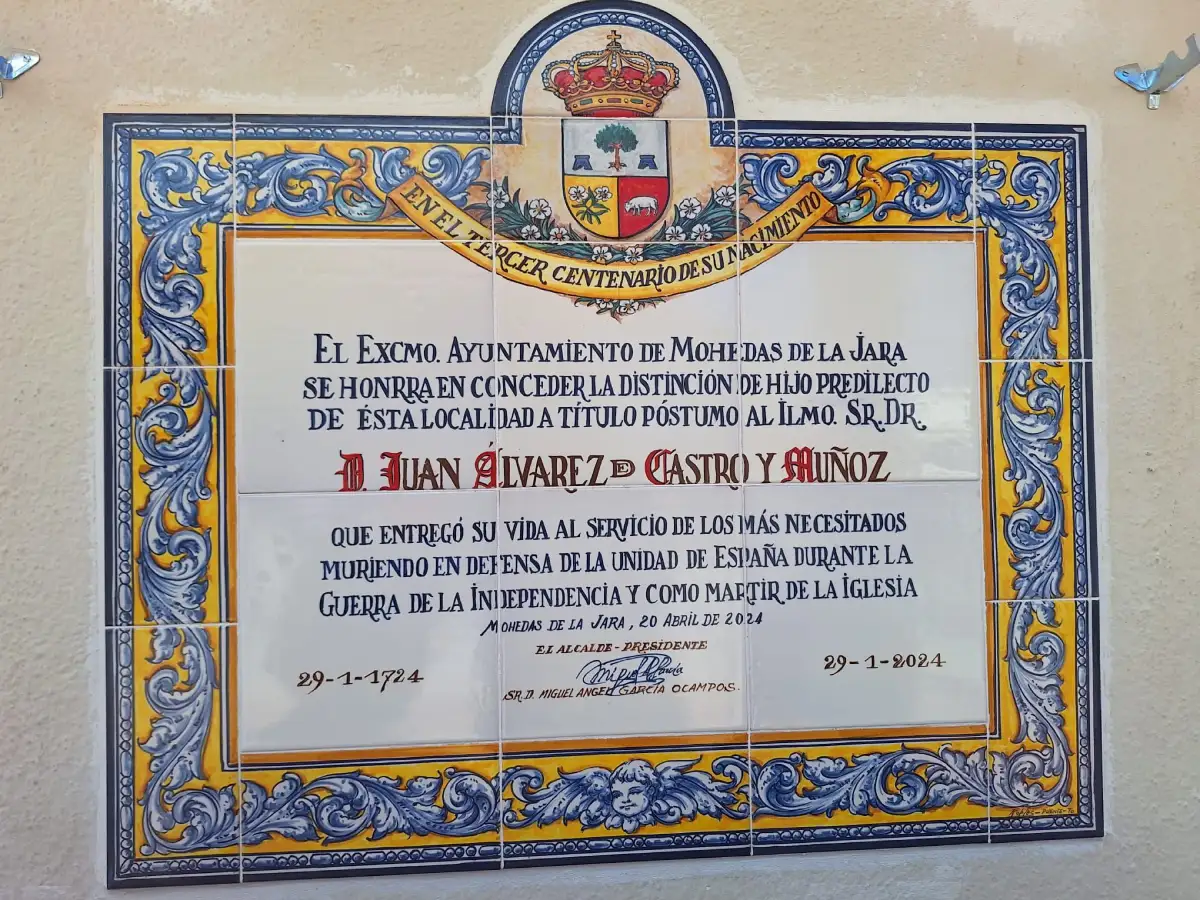 EN EL TERCER CENTENARIO DE SU NACIMIENTO
EL EXCMO. AYUNTAMIENTO DE MOHEDAS DE LA JARA
SE HONRRA EN CONCEDER LA DISTINCIÓN DE HIJO PREDILECTO
DE ÉSTA LOCALIDAD A TÍTULO PÓSTUMO AL ILMO. SR. DR.
D. JUAN ÁLVAREZ DE CASTRO Y MUÑOZ
QUE ENTREGÓ SU VIDA AL SERVICIO DE LOS MÁS NECESITADOS
MURIENDO EN DEFENSA DE LA UNIDAD DE ESPAÑA DURANTE LA
GUERRA DE LA INDEPENDENCIA Y COMO MARTIR DE LA IGLESIA
MOHEDAS DE LA JARA, 20 ABRIL DE 2024
EL ALCALDE-PRESIDENTE
29-1-1724
29-1-2024
SR. D. MIGUEL ANGEL GARCÍA OCAMPOS.